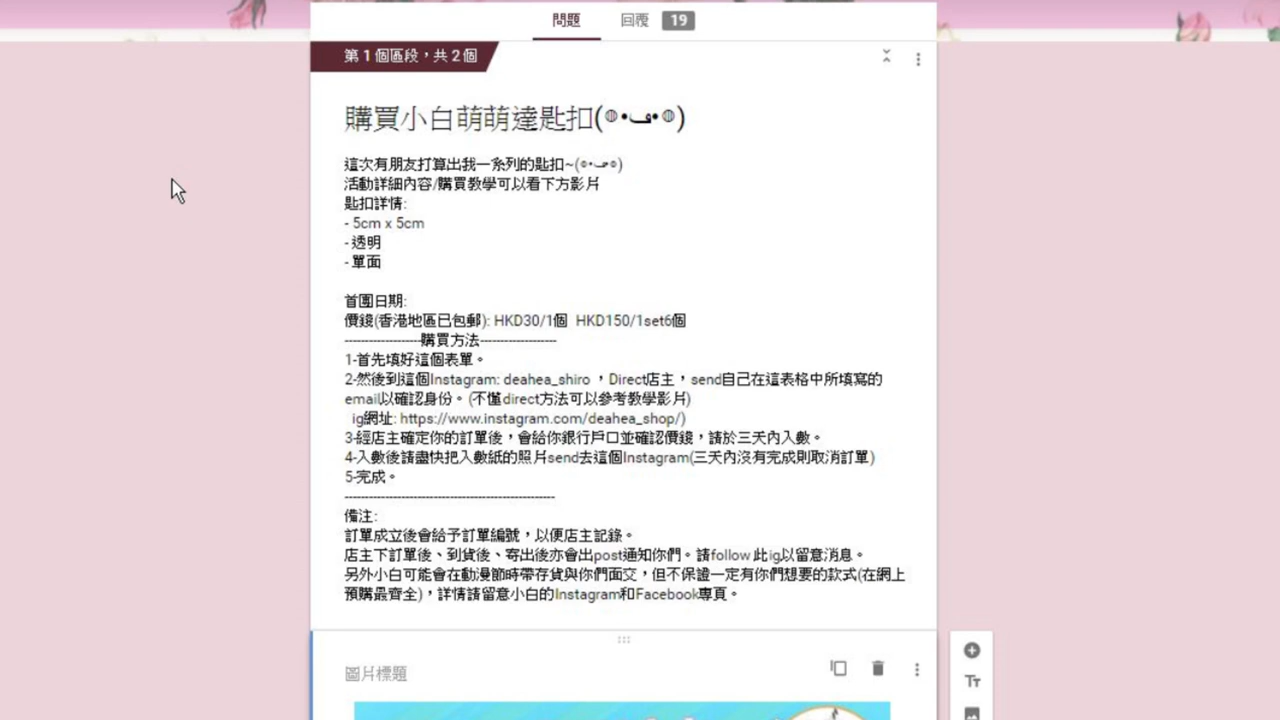 問題 回覆 19
第 1 個區段，共 2 個
購買小白萌萌達匙扣(◍•ڡ•◍)
這次有朋友打算出我一系列的匙扣~(◍•ڡ•◍)
活動詳細內容/購買教學可以看下方影片
匙扣詳情:
- 5cm x 5cm
- 透明
- 單面
首團日期:
價錢(香港地區已包郵): HKD30/1個 HKD150/1set6個
-------------------購買方法-------------------
1-首先填好這個表單。
2-然後到這個Instagram: deahea_shiro ，Direct店主，send自己在這表格中所填寫的
email以確認身份。(不懂direct方法可以參考教學影片)
ig網址: https://www.instagram.com/deahea_shop/)
3-經店主確定你的訂單後，會給你銀行戶口並確認價錢，請於三天內入數。
4-入數後請盡快把入數紙的照片send去這個Instagram(三天內沒有完成則取消訂單)
5-完成。
----------------------------------------------------
備注:
訂單成立後會給予訂單編號，以便店主記錄。
店主下訂單後、到貨後、寄出後亦會出post通知你們。請follow 此ig以留意消息。
另外小白可能會在動漫節時帶存貨與你們面交，但不保證一定有你們想要的款式(在網上
預購最齊全)，詳情請留意小白的Instagram和Facebook專頁。
圖片標題
Tт